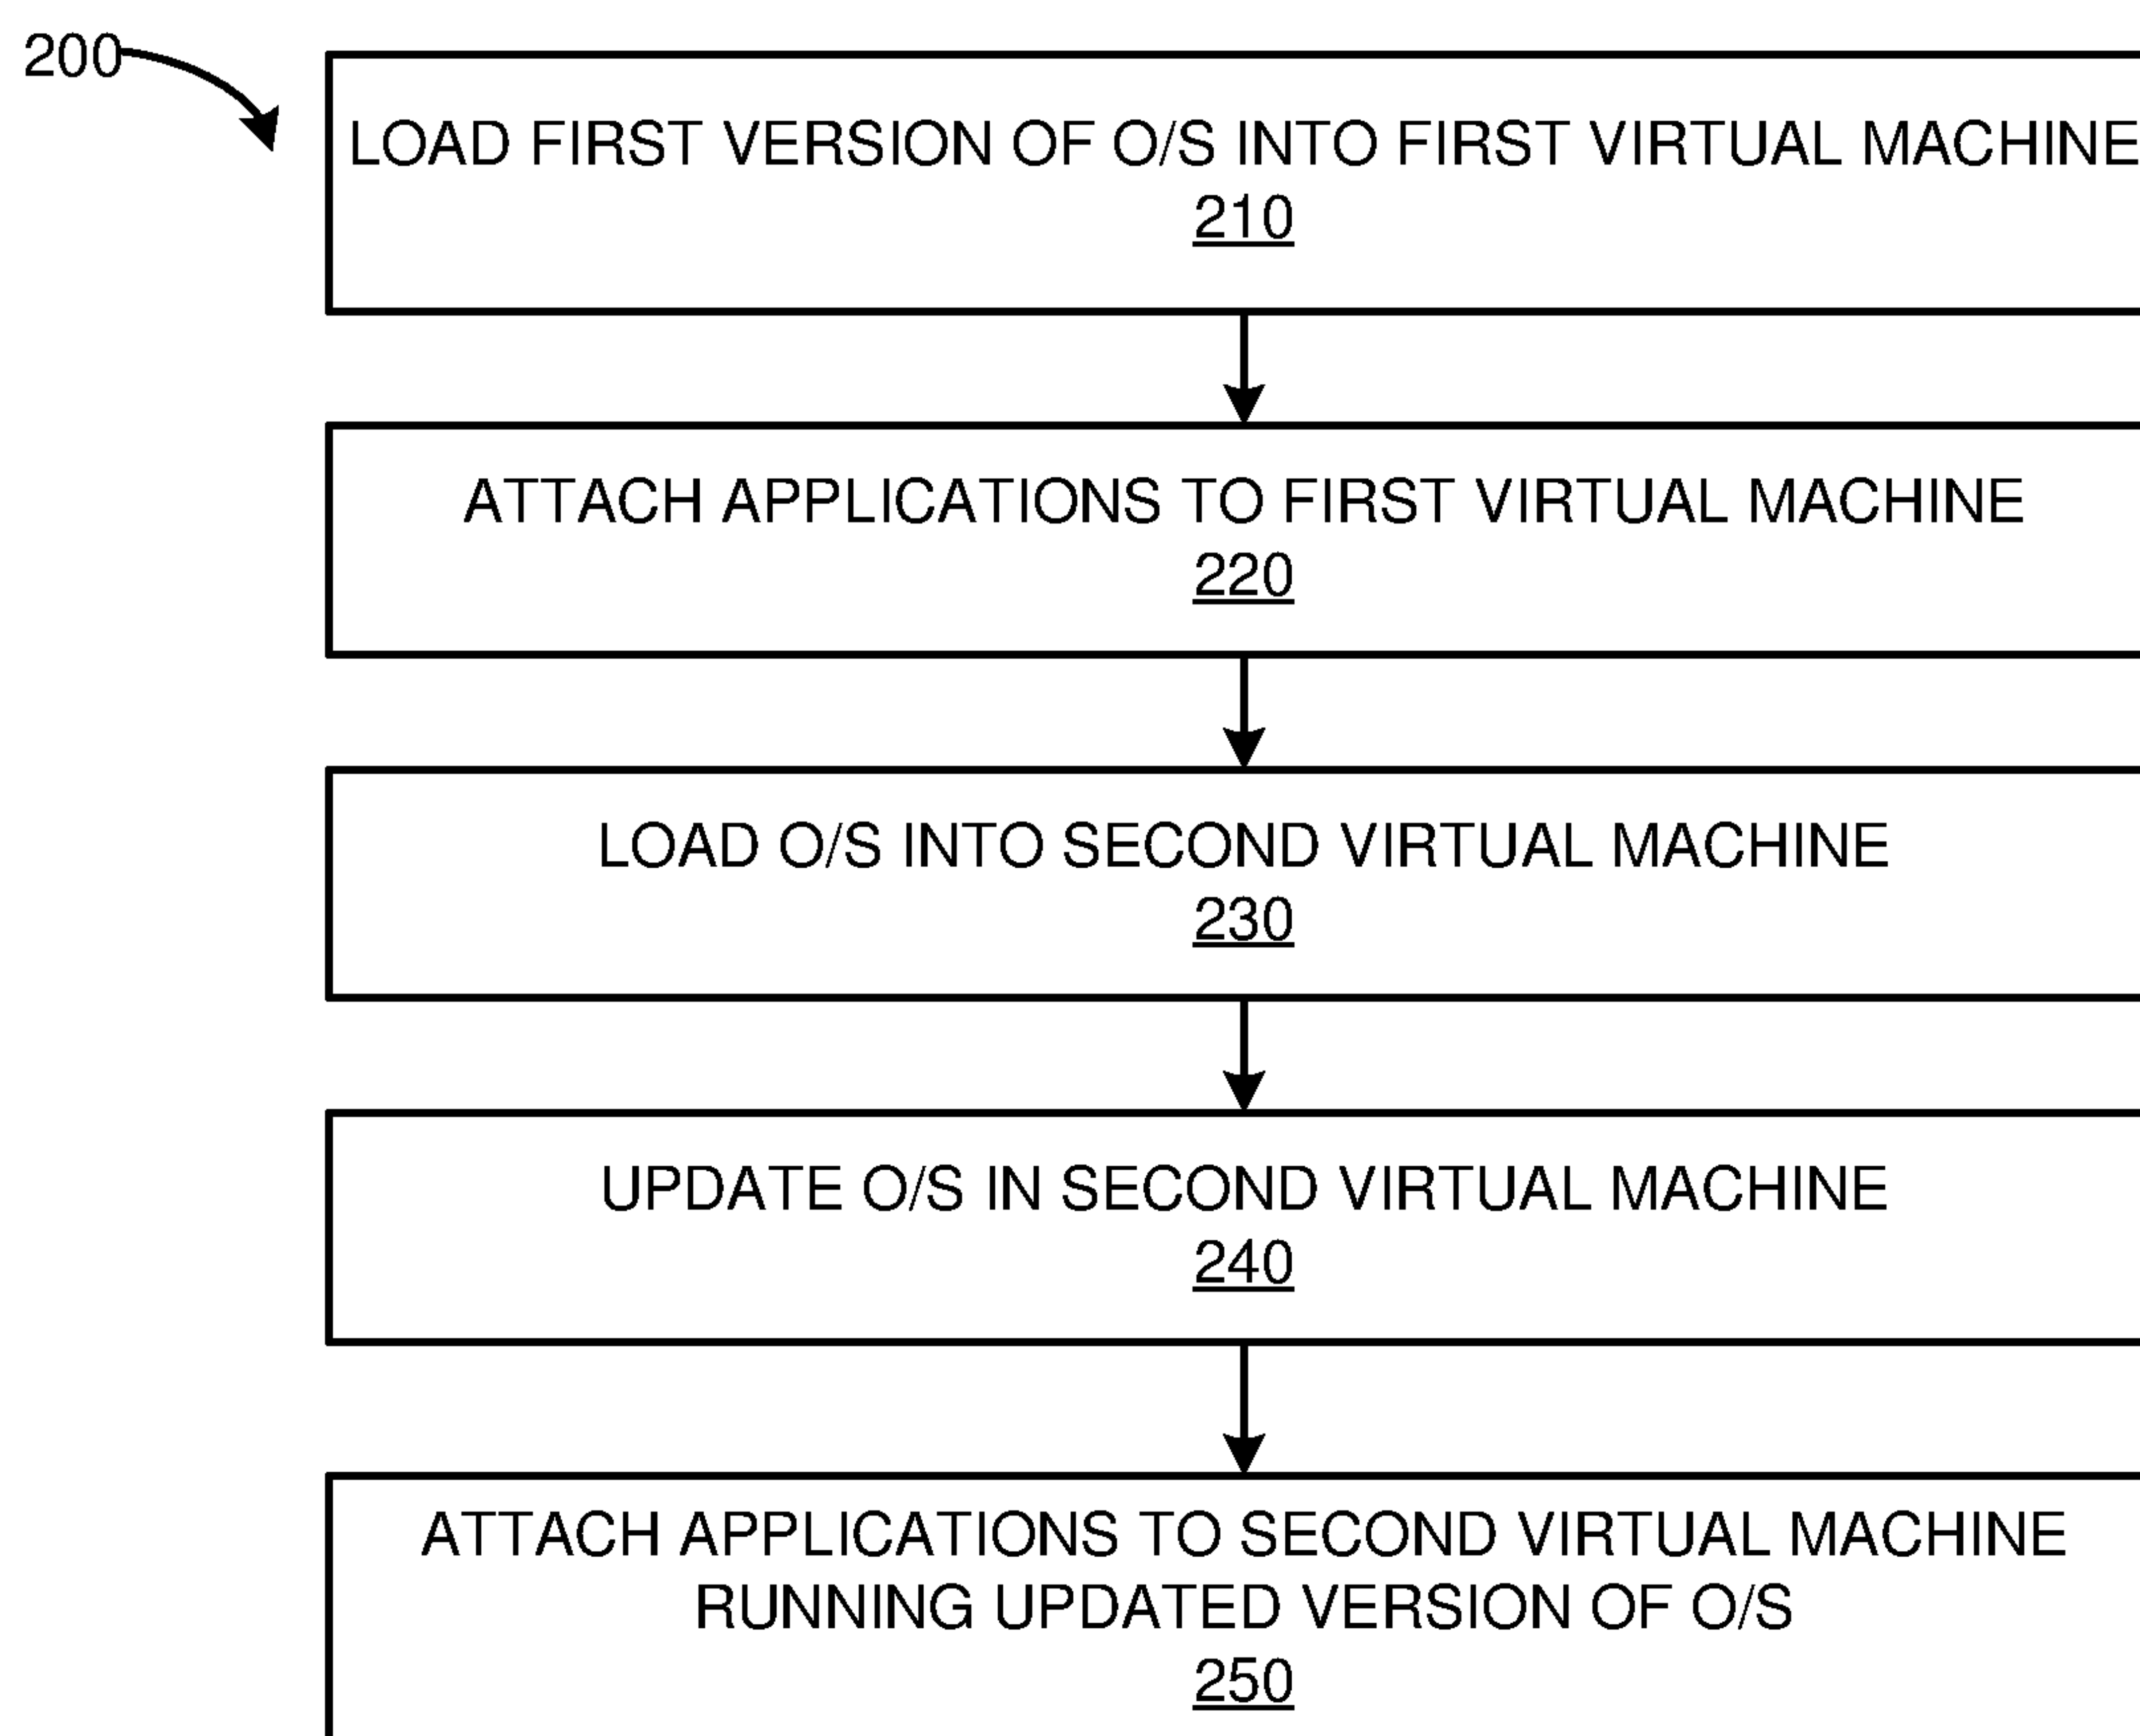 200
LOAD FIRST VERSION OF O/S INTO FIRST VIRTUAL MACHINE
210
ATTACH APPLICATIONS TO FIRST VIRTUAL MACHINE
220
LOAD O/S INTO SECOND VIRTUAL MACHINE
230
UPDATE O/S IN SECOND VIRTUAL MACHINE
240
ATTACH APPLICATIONS TO SECOND VIRTUAL MACHINE
RUNNING UPDATED VERSION OF O/S
250